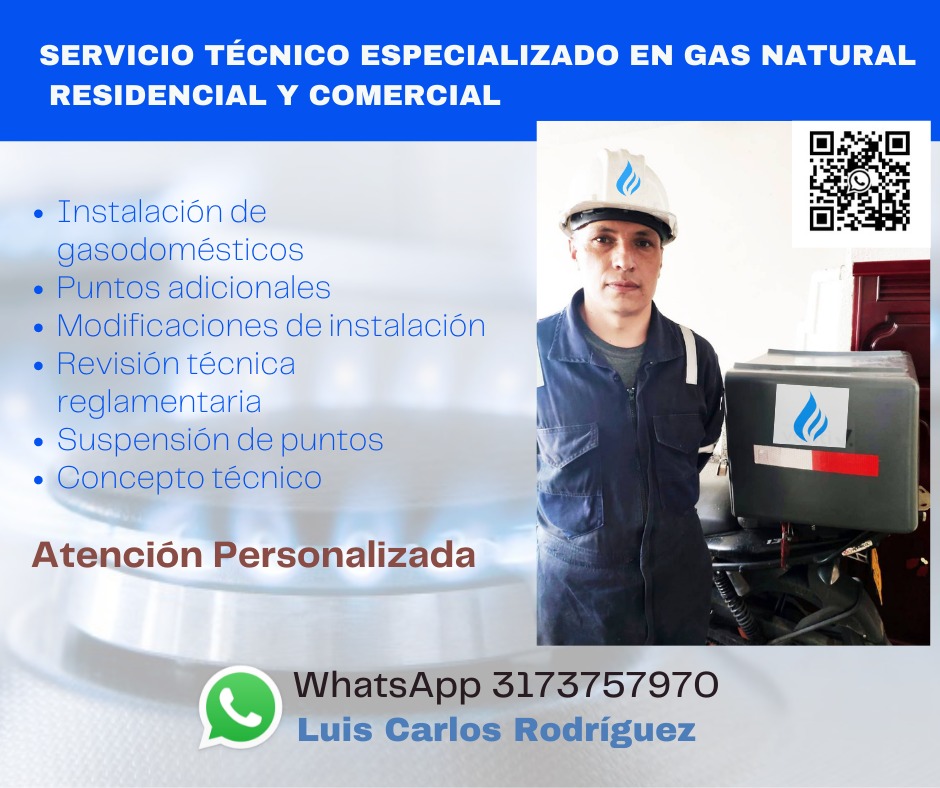 SERVICIO TÉCNICO ESPECIALIZADO EN GAS NATURAL
RESIDENCIAL Y COMERCIAL
• Instalación de
gasodomésticos
• Puntos adicionales
• Modificaciones de instalación
• Revisión técnica
reglamentaria
• Suspensión de puntos
• Concepto técnico
Atención Personalizada
WhatsApp 3173757970
Luis Carlos Rodríguez